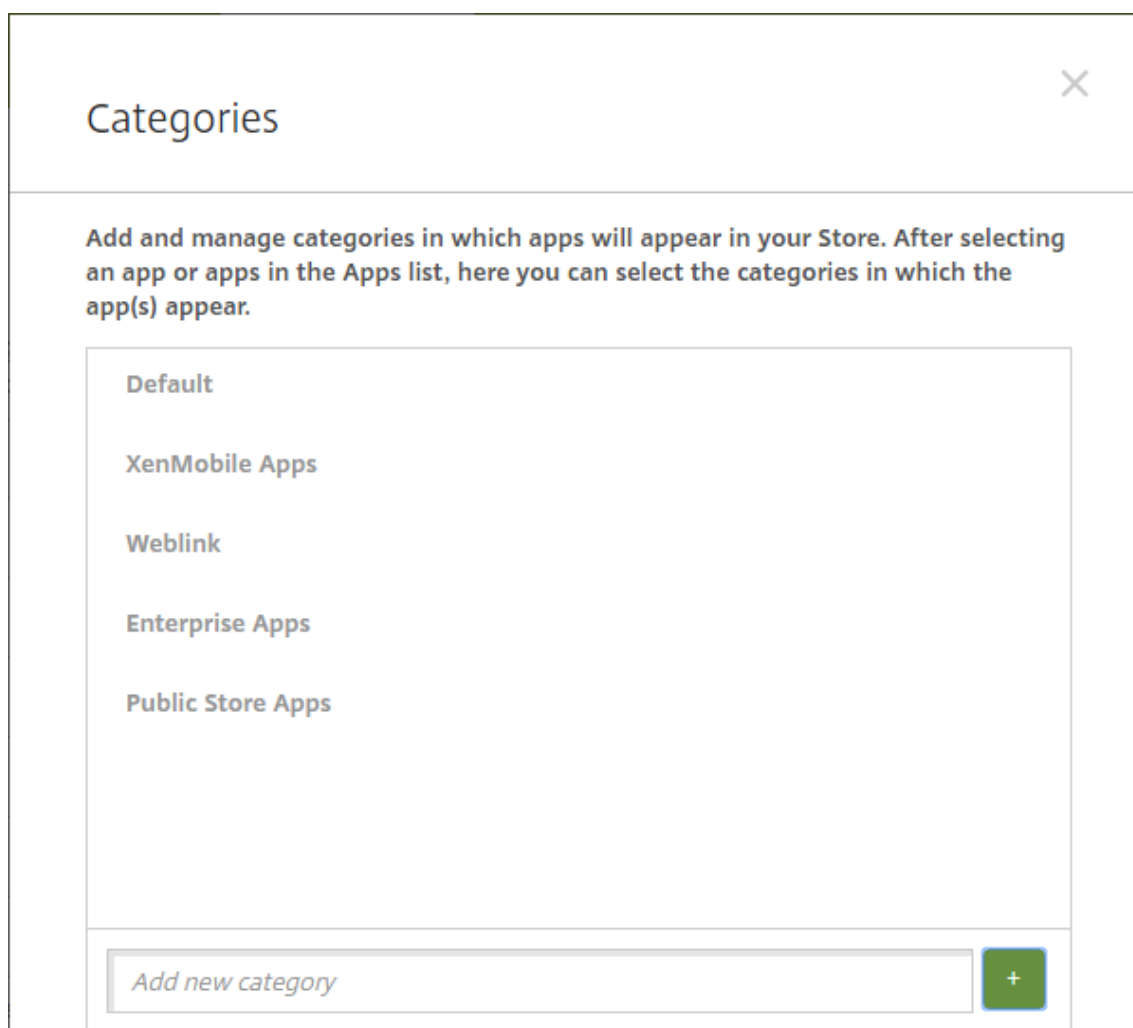 Categories
Add and manage categories in which apps will appear in your Store. After selecting
an app or apps in the Apps list, here you can select the categories in which the
app(s) appear.
Default
XenMobile Apps
Weblink
Enterprise Apps
Public Store Apps
Add new category
+